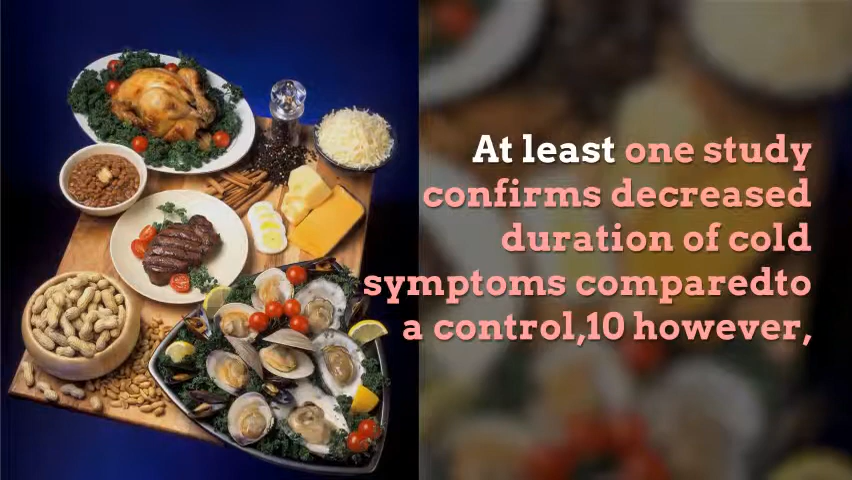 At least one study
confirms decreased
duration of cold
symptoms comparedto
a control,10 however,